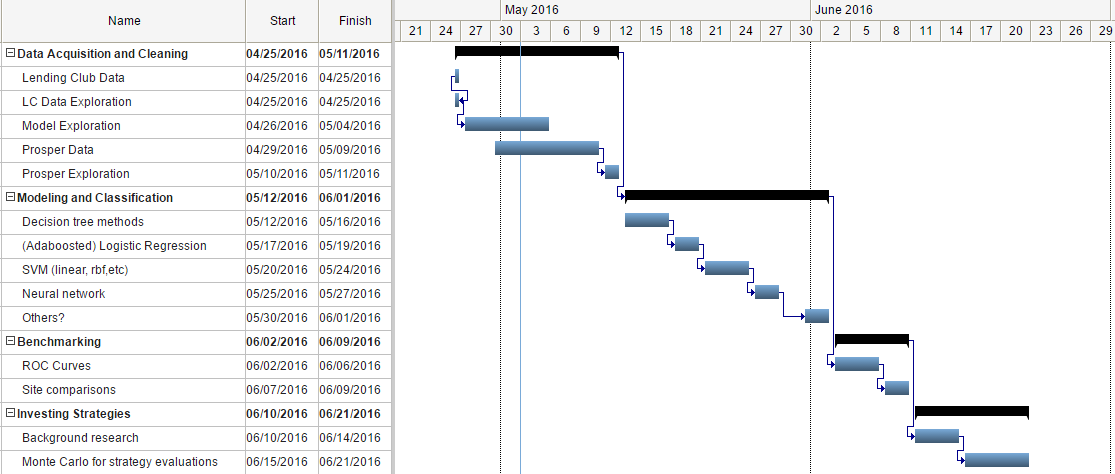 Name Start Finish May 2016 June 2016
21 24 27 30 3 6 9 12 15 18 21 24 27 30 2 5 8 11 14 17 20 23 26 29
Data Acquisition and Cleaning 04/25/2016 05/11/2016
Lending Club Data 04/25/2016 04/25/2016
LC Data Exploration 04/25/2016 04/25/2016
Model Exploration 04/26/2016 05/04/2016
Prosper Data 04/29/2016 05/09/2016
Prosper Exploration 05/10/2016 05/11/2016
Modeling and Classification 05/12/2016 06/01/2016
Decision tree methods 05/12/2016 05/16/2016
(Adaboosted) Logistic Regression 05/17/2016 05/19/2016
SVM (linear, rbf,etc) 05/20/2016 05/24/2016
Neural network 05/25/2016 05/27/2016
Others? 05/30/2016 06/01/2016
Benchmarking 06/02/2016 06/09/2016
ROC Curves 06/02/2016 06/06/2016
Site comparisons 06/07/2016 06/09/2016
Investing Strategies 06/10/2016 06/21/2016
Background research 06/10/2016 06/14/2016
Monte Carlo for strategy evaluations 06/15/2016 06/21/2016